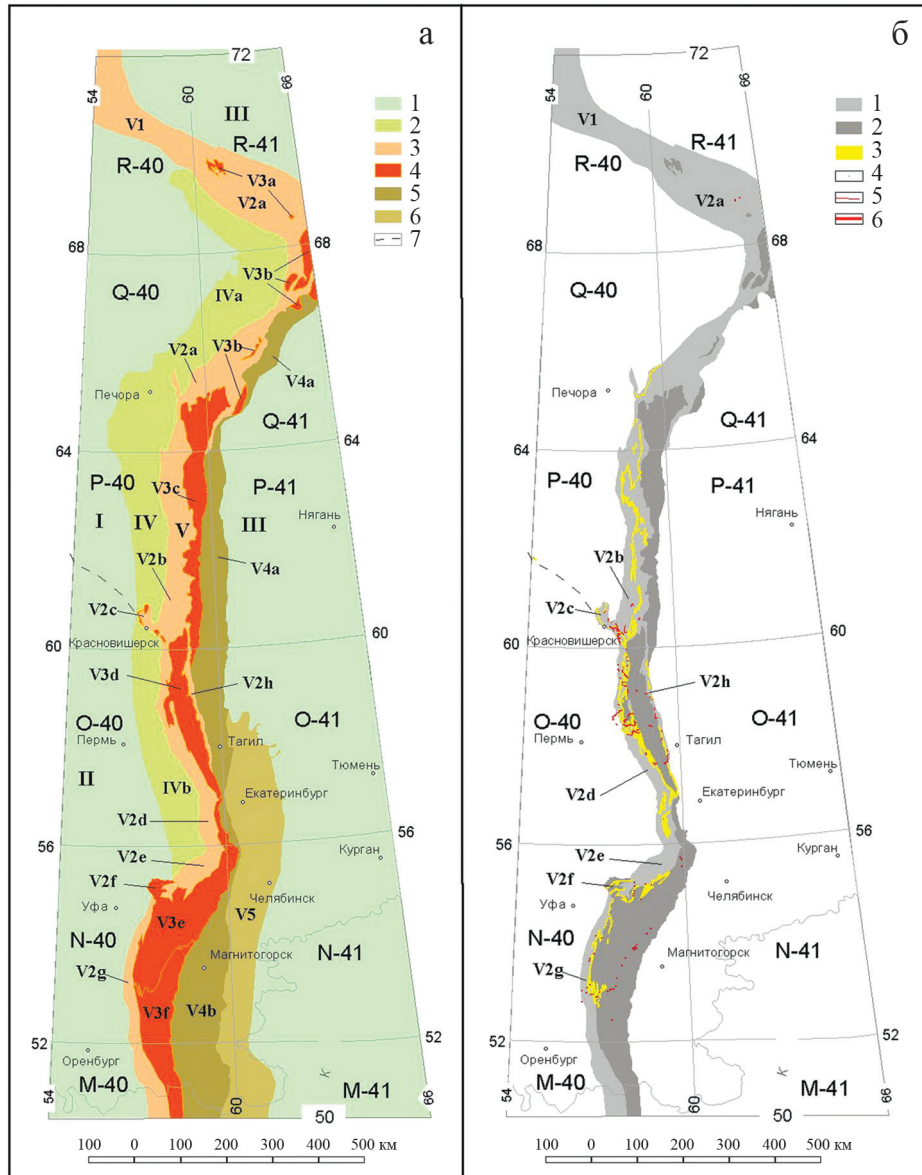 а
72
54
60
66
III
V1
R-41
R-40
V3a
V2a
68
68
V3b
IVa
Q-40
V2a
V3b
V4a
Печора
Q-41
64
64
P-40
V3c
P-41
I
IV
V
III
Нягань
V2b
V4a
V2c
60
60
Красновишерск
V3d
V2h
O-40
O-41
Пермь
Тагил
II
Тюмень
IVb
Екатеринбург
V2d
56
56
V2e
Курган
V2f
Челябинск
Уфа
V3e
V5
N-40
N-41
Магнитогорск
V2g
V3f
V4b
52
52
Оренбург
M-40
K
M-41
54
60
50
66
1
2
3
4
5
6
7
100 0 100 200 300 400 500 км
б
72
54
60
66
V1
R-41
R-40
V2a
68
68
Q-40
Печора
Q-41
64
64
P-40
P-41
Нягань
V2b
V2c
60
60
Красновишерск
V2h
O-40
O-41
Пермь
Тагил
Тюмень
V2d
Екатеринбург
56
56
V2e
Курган
V2f
Челябинск
Уфа
N-40
N-41
Магнитогорск
V2g
52
52
Оренбург
M-40
K
M-41
54
60
50
66
1
2
3
4
5
6
100 0 100 200 300 400 500 км